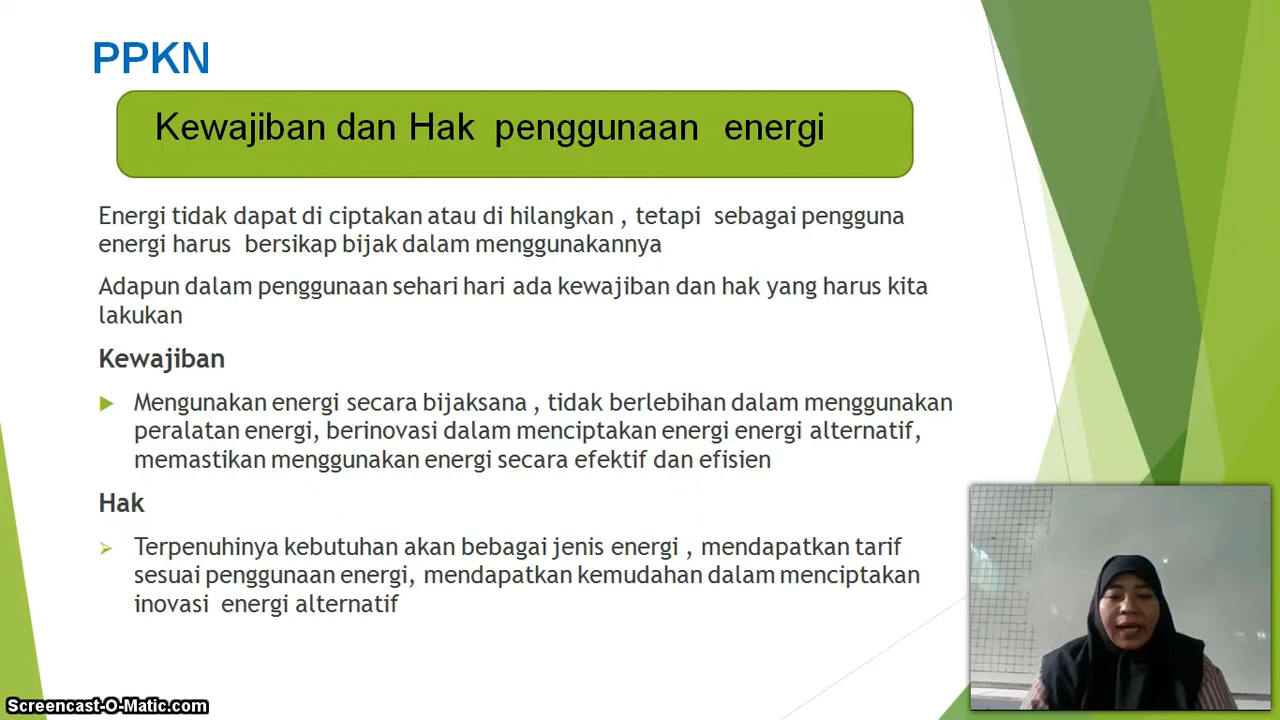 PPKN
Kewajiban dan Hak penggunaan energi
Energi tidak dapat di ciptakan atau di hilangkan , tetapi sebagai pengguna
energi harus bersikap bijak dalam menggunakannya
Adapun dalam penggunaan sehari hari ada kewajiban dan hak yang harus kita
lakukan
Kewajiban
Mengunakan energi secara bijaksana , tidak berlebihan dalam menggunakan
peralatan energi, berinovasi dalam menciptakan energi energi alternatif,
memastikan menggunakan energi secara efektif dan efisien
Hak
Terpenuhinya kebutuhan akan bebagai jenis energi , mendapatkan tarif
sesuai penggunaan energi, mendapatkan kemudahan dalam menciptakan
inovasi energi alternatif
Screencast-O-Matic.com